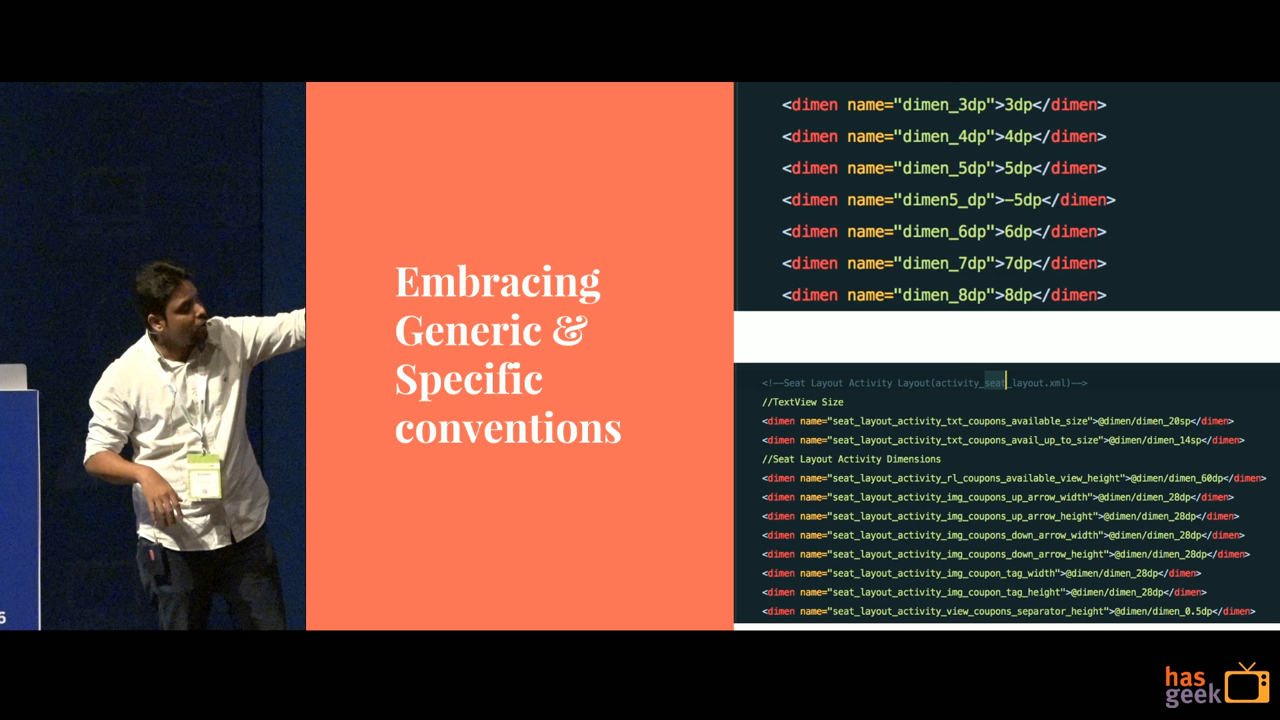 Embracing
Generic &
Specific
conventions
<dimen name="dimen_3dp">3dp</dimen>
<dimen name="dimen_4dp">4dp</dimen>
<dimen name="dimen_5dp">5dp</dimen>
<dimen name="dimen5_dp">-5dp</dimen>
<dimen name="dimen_6dp">6dp</dimen>
<dimen name="dimen_7dp">7dp</dimen>
<dimen name="dimen_8dp">8dp</dimen>
<!--Seat Layout Activity Layout(activity_seat_layout.xml)-->
//TextView Size
<dimen name="seat_layout_activity_txt_coupons_available_size">@dimen/dimen_20sp</dimen>
<dimen name="seat_layout_activity_txt_coupons_avail_up_to_size">@dimen/dimen_14sp</dimen>
//Seat Layout Activity Dimensions
<dimen name="seat_layout_activity_rl_coupons_available_view_height">@dimen/dimen_60dp</dimen>
<dimen name="seat_layout_activity_img_coupons_up_arrow_width">@dimen/dimen_28dp</dimen>
<dimen name="seat_layout_activity_img_coupons_up_arrow_height">@dimen/dimen_28dp</dimen>
<dimen name="seat_layout_activity_img_coupons_down_arrow_width">@dimen/dimen_28dp</dimen>
<dimen name="seat_layout_activity_img_coupons_down_arrow_height">@dimen/dimen_28dp</dimen>
<dimen name="seat_layout_activity_img_coupon_tag_width">@dimen/dimen_28dp</dimen>
<dimen name="seat_layout_activity_img_coupon_tag_height">@dimen/dimen_28dp</dimen>
<dimen name="seat_layout_activity_view_coupons_separator_height">@dimen/dimen_0.5dp</dimen>
6
has
geek